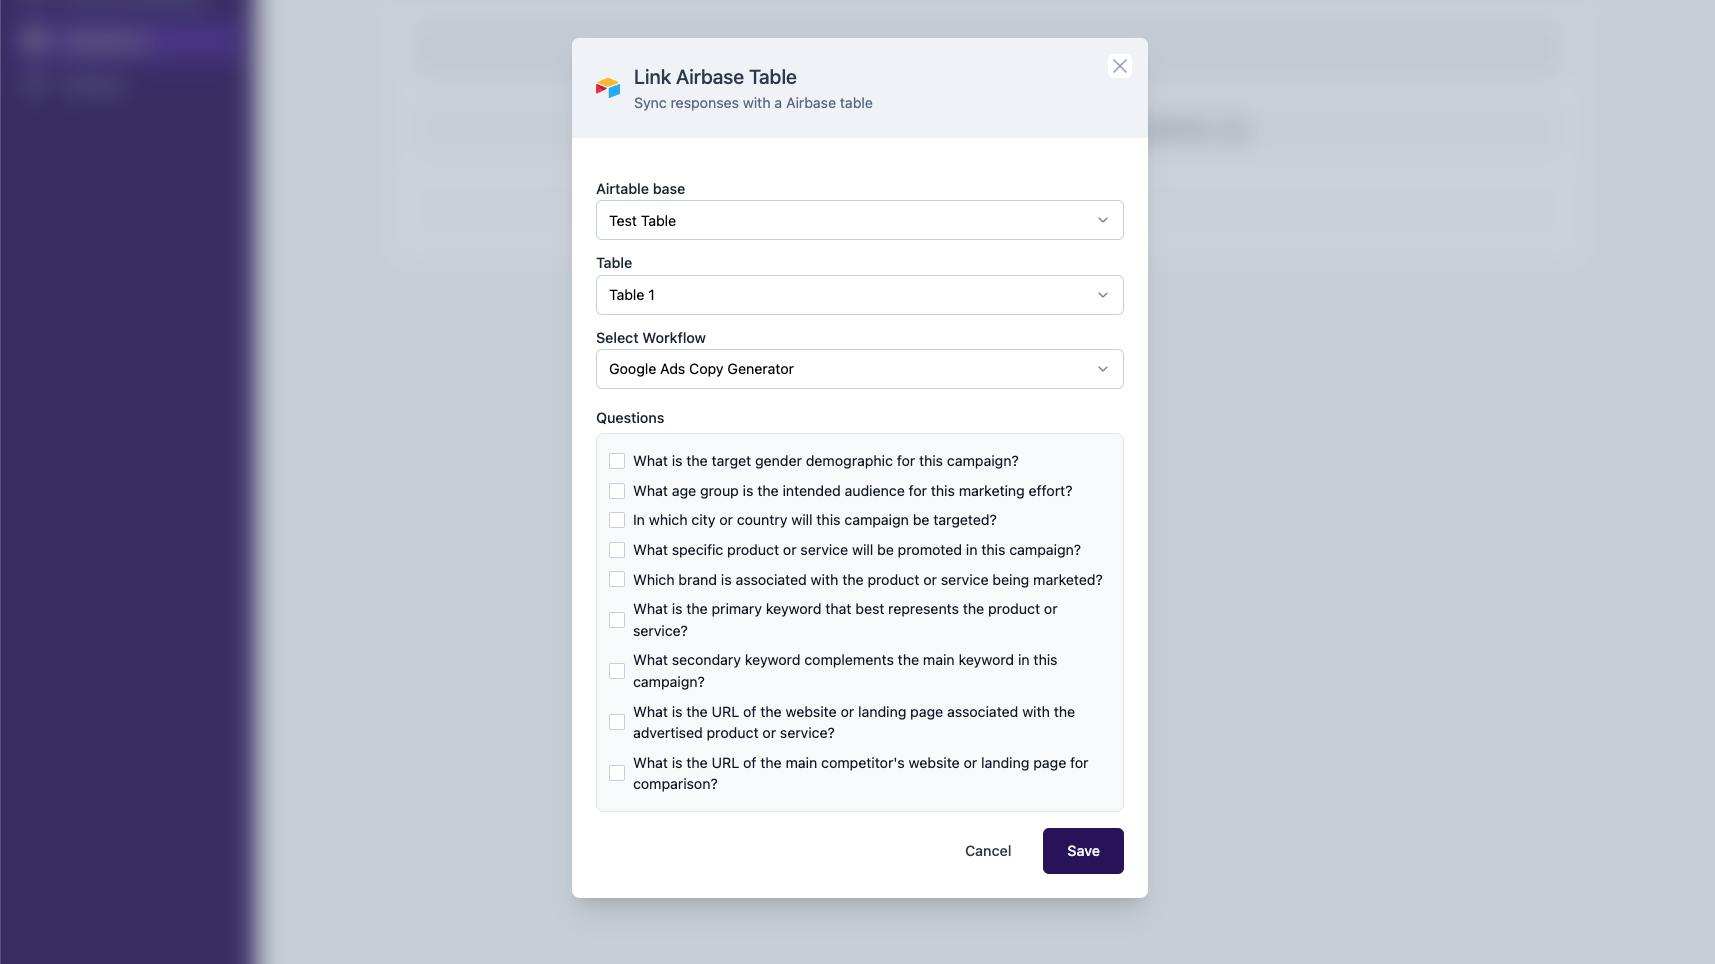 Link Airbase Table
Sync responses with a Airbase table
Airtable base
Test Table
Table
Table 1
Select Workflow
Google Ads Copy Generator
Questions
What is the target gender demographic for this campaign?
What age group is the intended audience for this marketing effort?
In which city or country will this campaign be targeted?
What specific product or service will be promoted in this campaign?
Which brand is associated with the product or service being marketed?
What is the primary keyword that best represents the product or
service?
What secondary keyword complements the main keyword in this
campaign?
What is the URL of the website or landing page associated with the
advertised product or service?
What is the URL of the main competitor's website or landing page for
comparison?
Cancel
Save